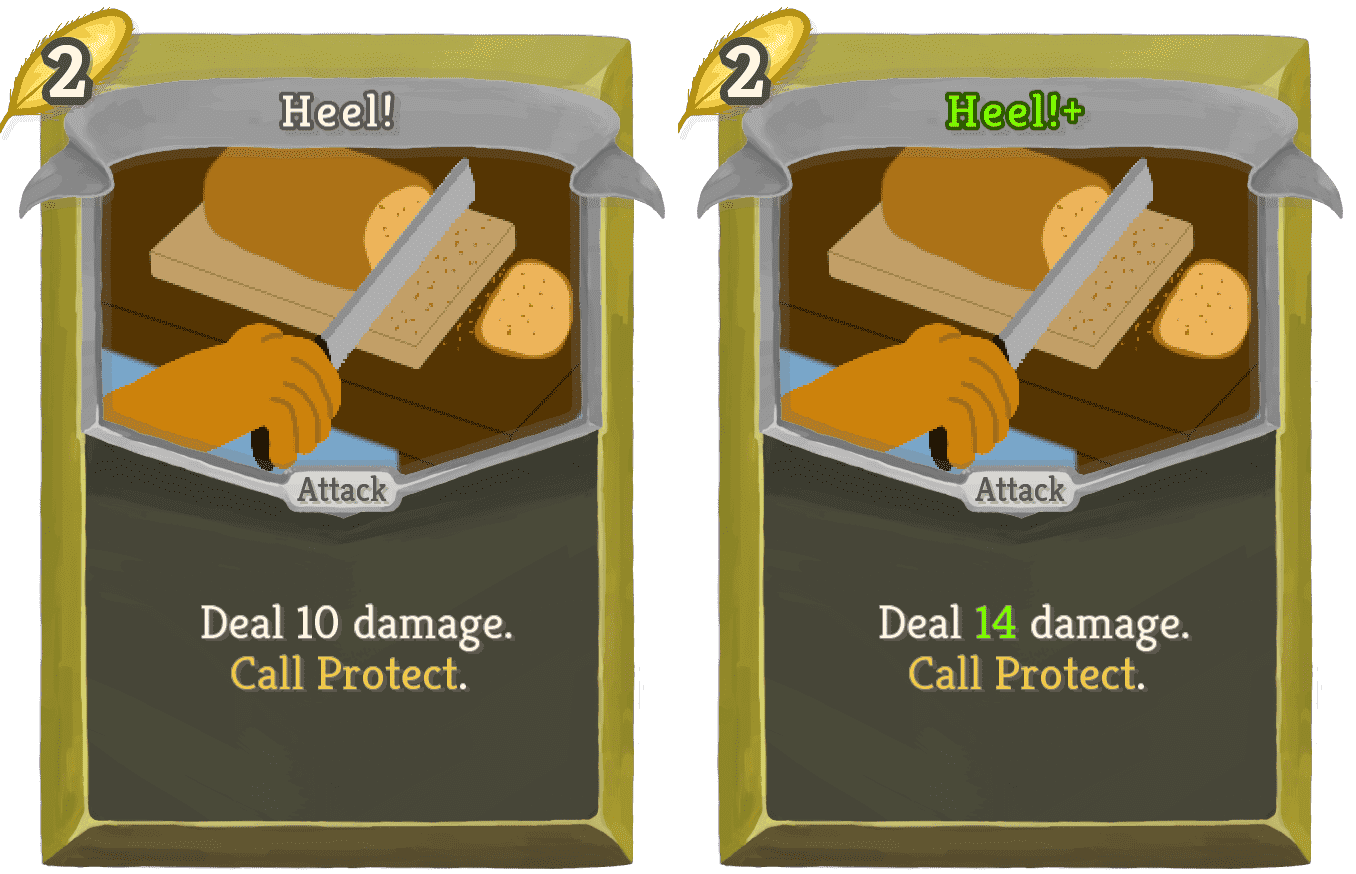 2
Heel!
Attack
Deal 10 damage.
Call Protect.
2
Heel!+
Attack
Deal 14 damage.
Call Protect.